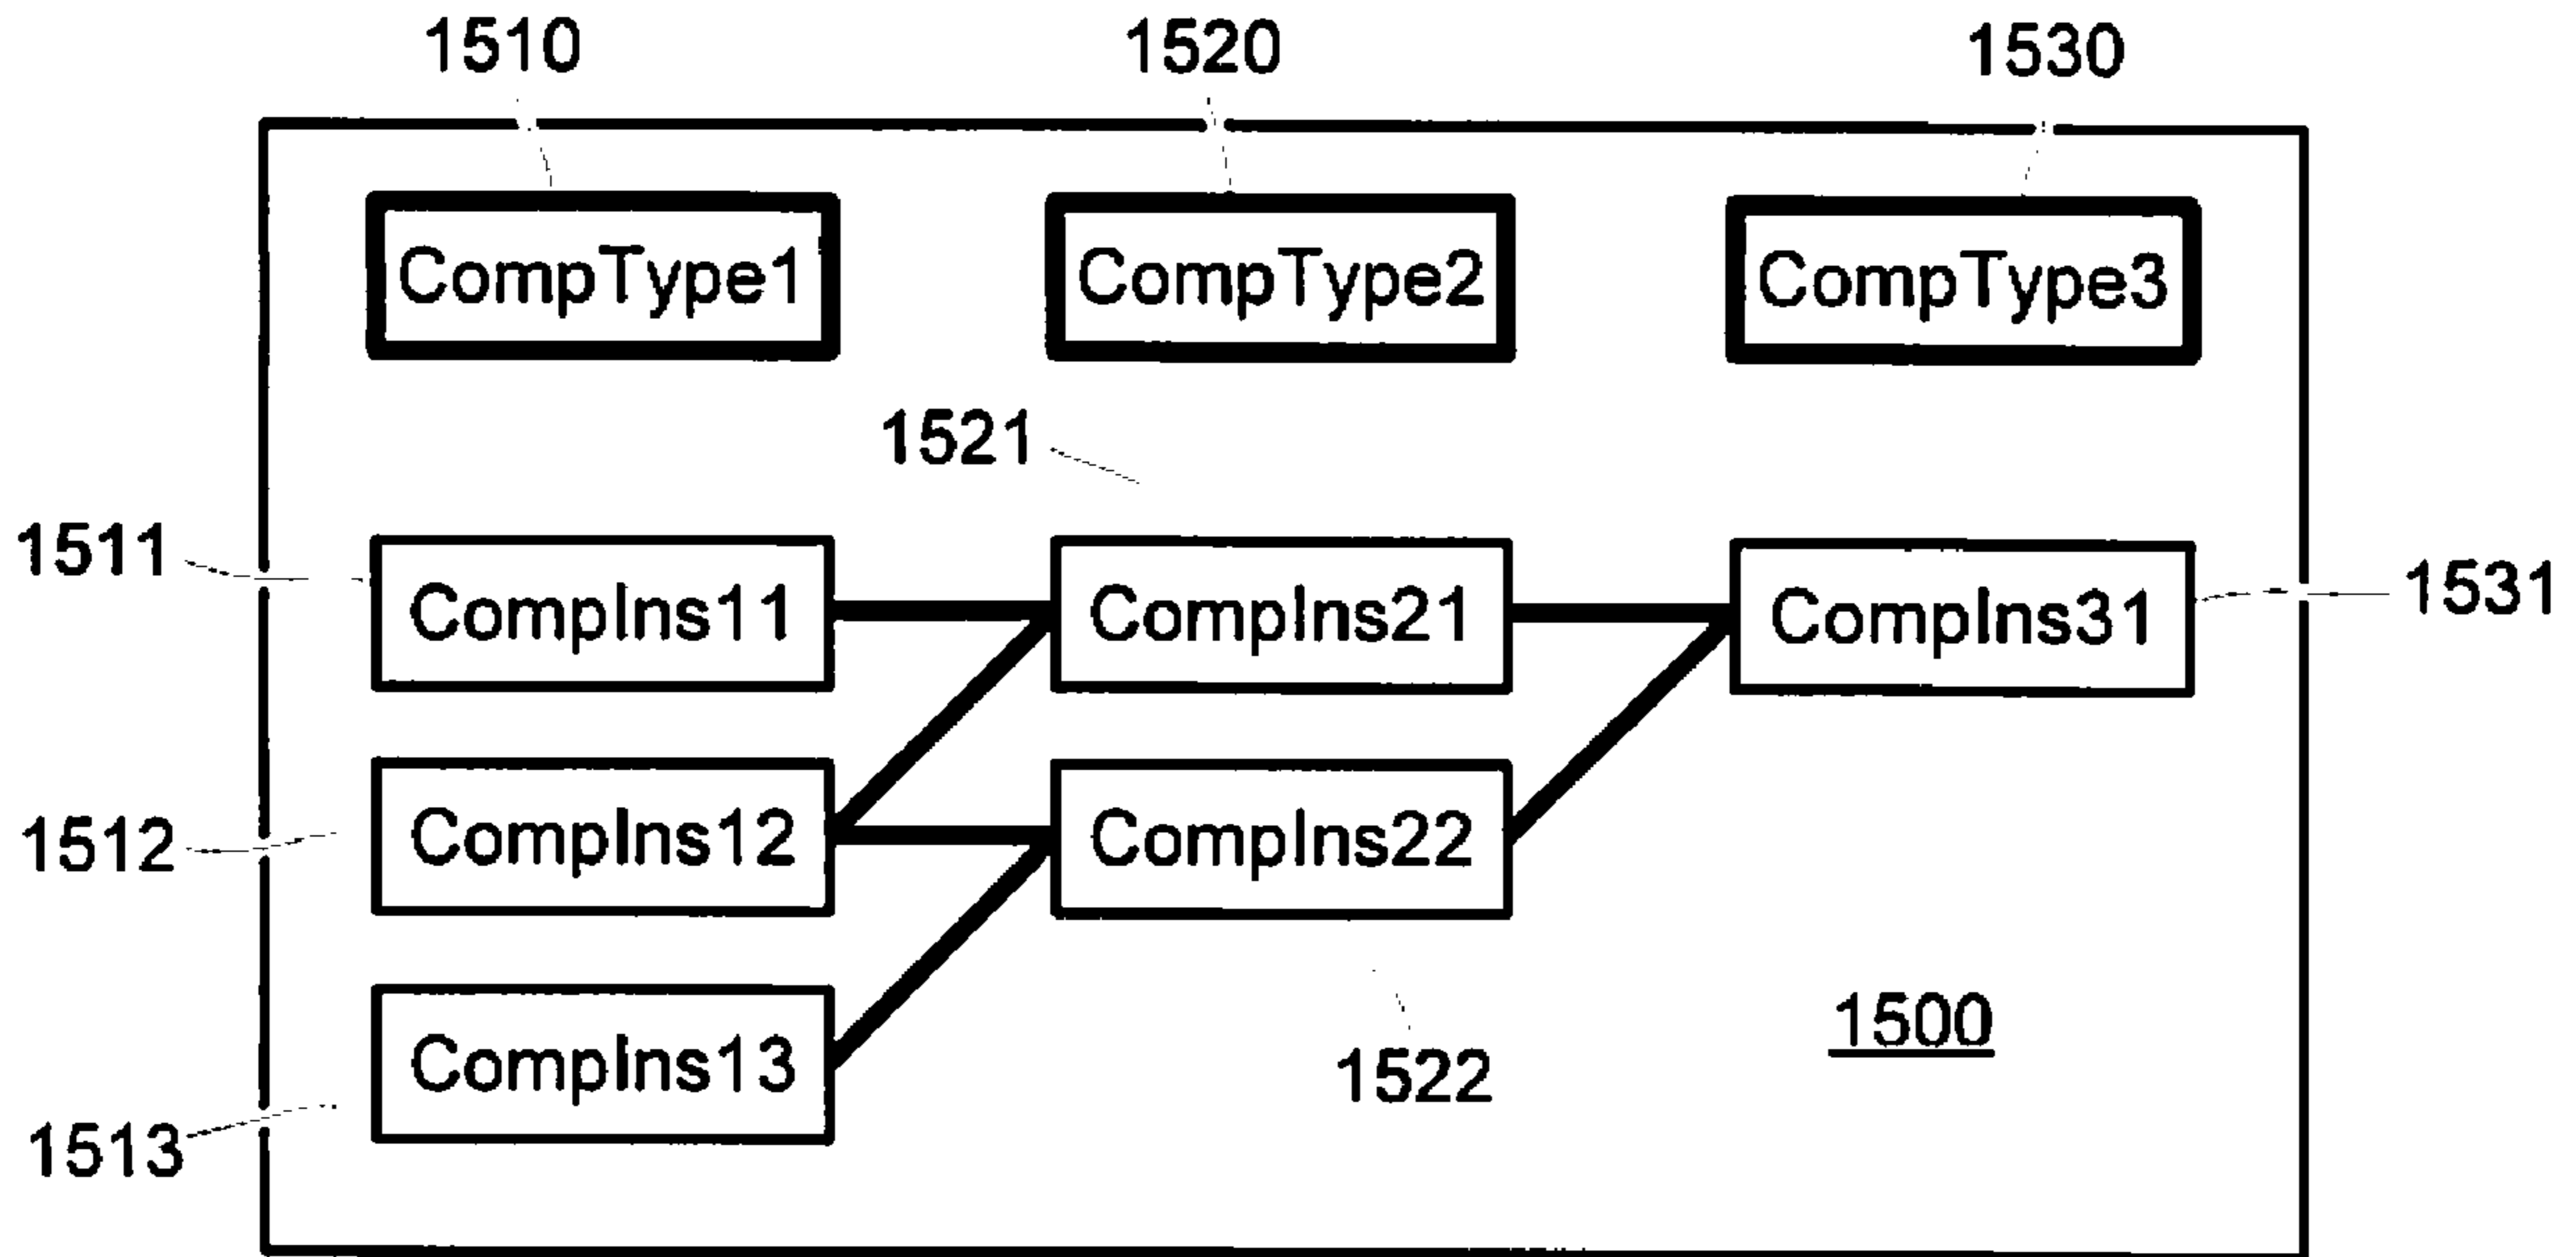 1510 1520 1530
CompType1 CompType2 CompType3
1521
1511 CompIns11 CompIns21 CompIns31 1531
1512 CompIns12 CompIns22
1500
CompIns13 1522
1513